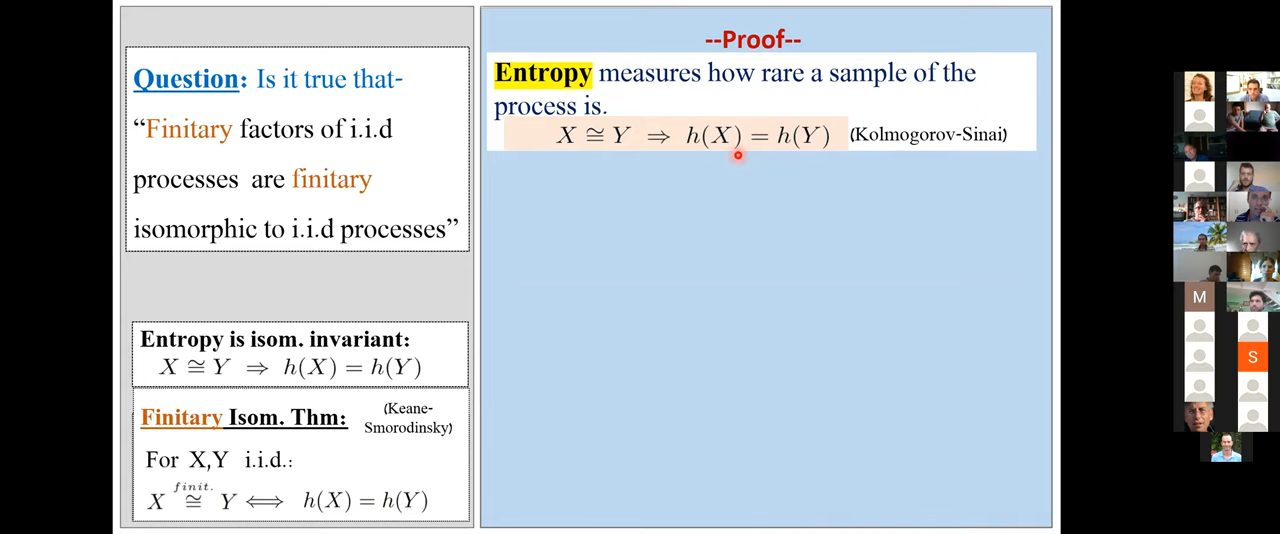 Question: Is it true that-
“Finitary factors of i.i.d
processes are finitary
isomorphic to i.i.d processes”
Entropy is isom. invariant:
X ≅ Y ⇒ h(X) = h(Y)
Finitary Isom. Thm:
(Keane-
Smorodinsky)
For X,Y i.i.d.:
finit.
X ≅ Y ⟺ h(X) = h(Y)
--Proof--
Entropy measures how rare a sample of the
process is.
X ≅ Y ⇒ h(X) = h(Y) (Kolmogorov-Sinai)
M
S